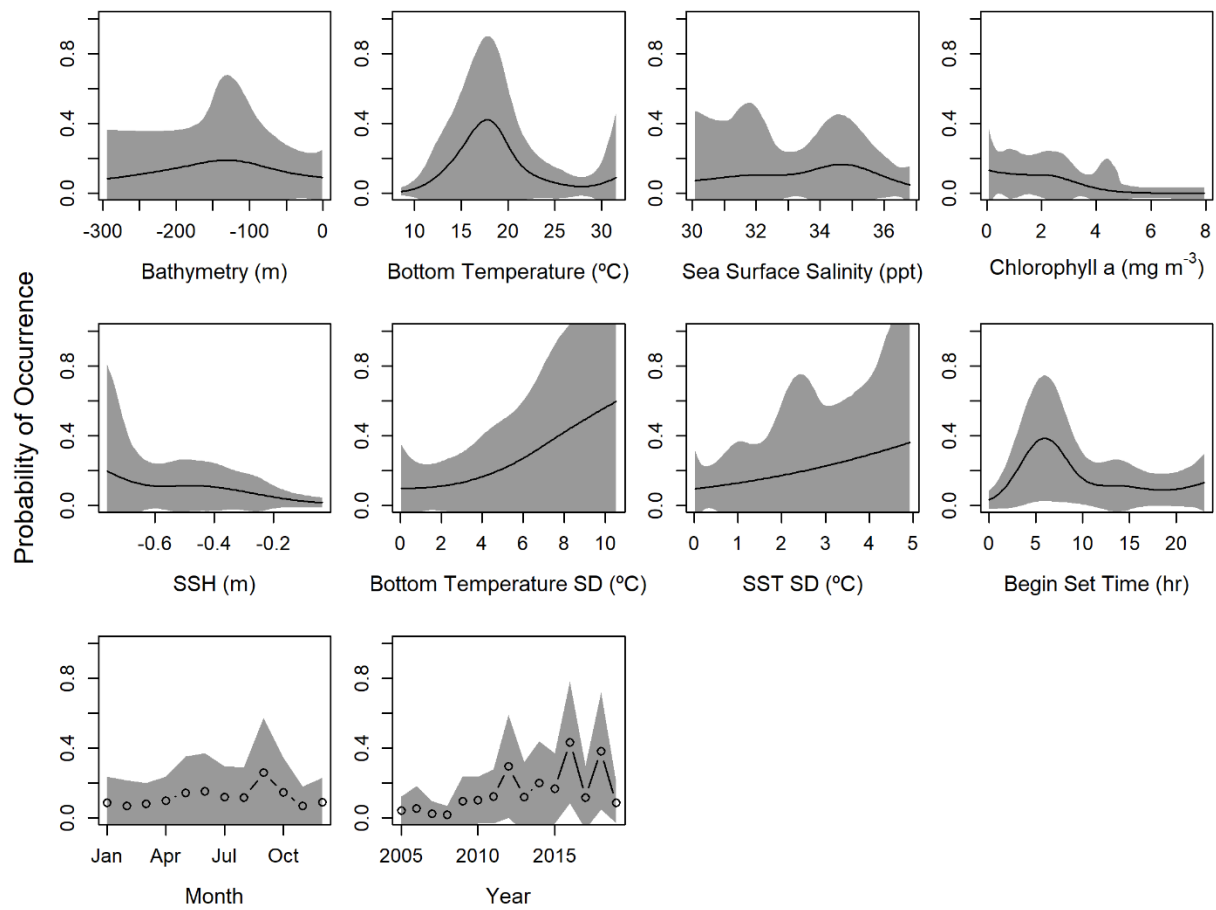 Probability of Occurrence
0.0 0.4 0.8
-300 -200 -100 0
Bathymetry (m)
10 15 20 25 30
Bottom Temperature (ºC)
0.0 0.4 0.8
30 32 34 36
Sea Surface Salinity (ppt)
0.0 0.4 0.8
0 2 4 6 8
Chlorophyll a (mg m⁻³)
0.0 0.4 0.8
0.0 0.4 0.8
-0.6 -0.4 -0.2
SSH (m)
0.0 0.4 0.8
0 2 4 6 8 10
Bottom Temperature SD (ºC)
0.0 0.4 0.8
0 1 2 3 4 5
SST SD (ºC)
0.0 0.4 0.8
0 5 10 15 20
Begin Set Time (hr)
0.0 0.4 0.8
Jan Apr Jul Oct
Month
0.0 0.4 0.8
2005 2010 2015
Year
0.0 0.4 0.8